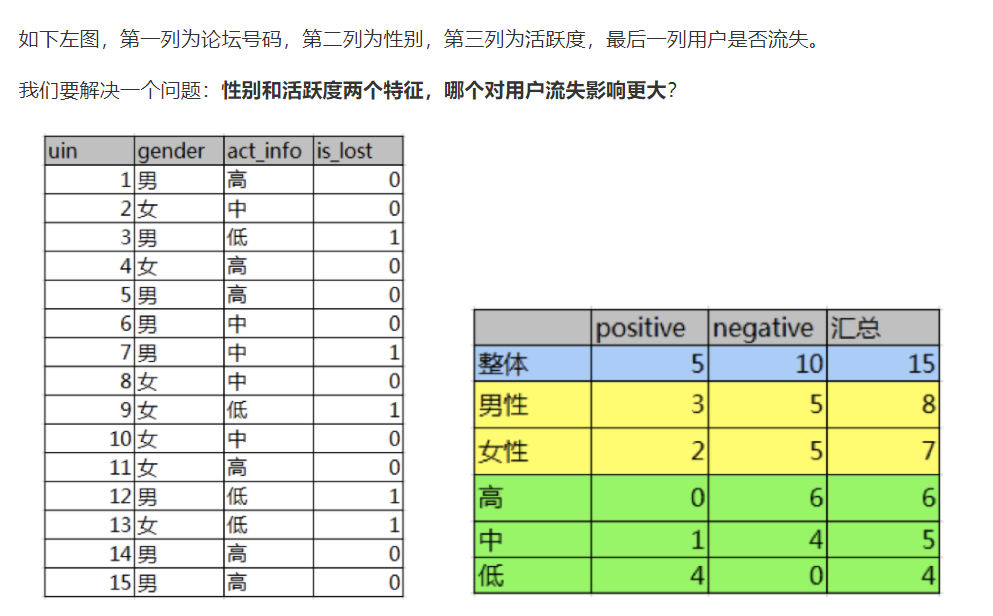 如下左图，第一列为论坛号码，第二列为性别，第三列为活跃度，最后一列用户是否流失。
我们要解决一个问题：性别和活跃度两个特征，哪个对用户流失影响更大？
uin gender act_info is_lost
1 男 高 0
2 女 中 0
3 男 低 1
4 女 高 0
5 男 高 0
6 男 中 0
7 男 中 1
8 女 中 0
9 女 低 1
10 女 中 0
11 女 高 0
12 男 低 1
13 女 低 1
14 男 高 0
15 男 高 0
positive negative 汇总
整体 5 10 15
男性 3 5 8
女性 2 5 7
高 0 6 6
中 1 4 5
低 4 0 4